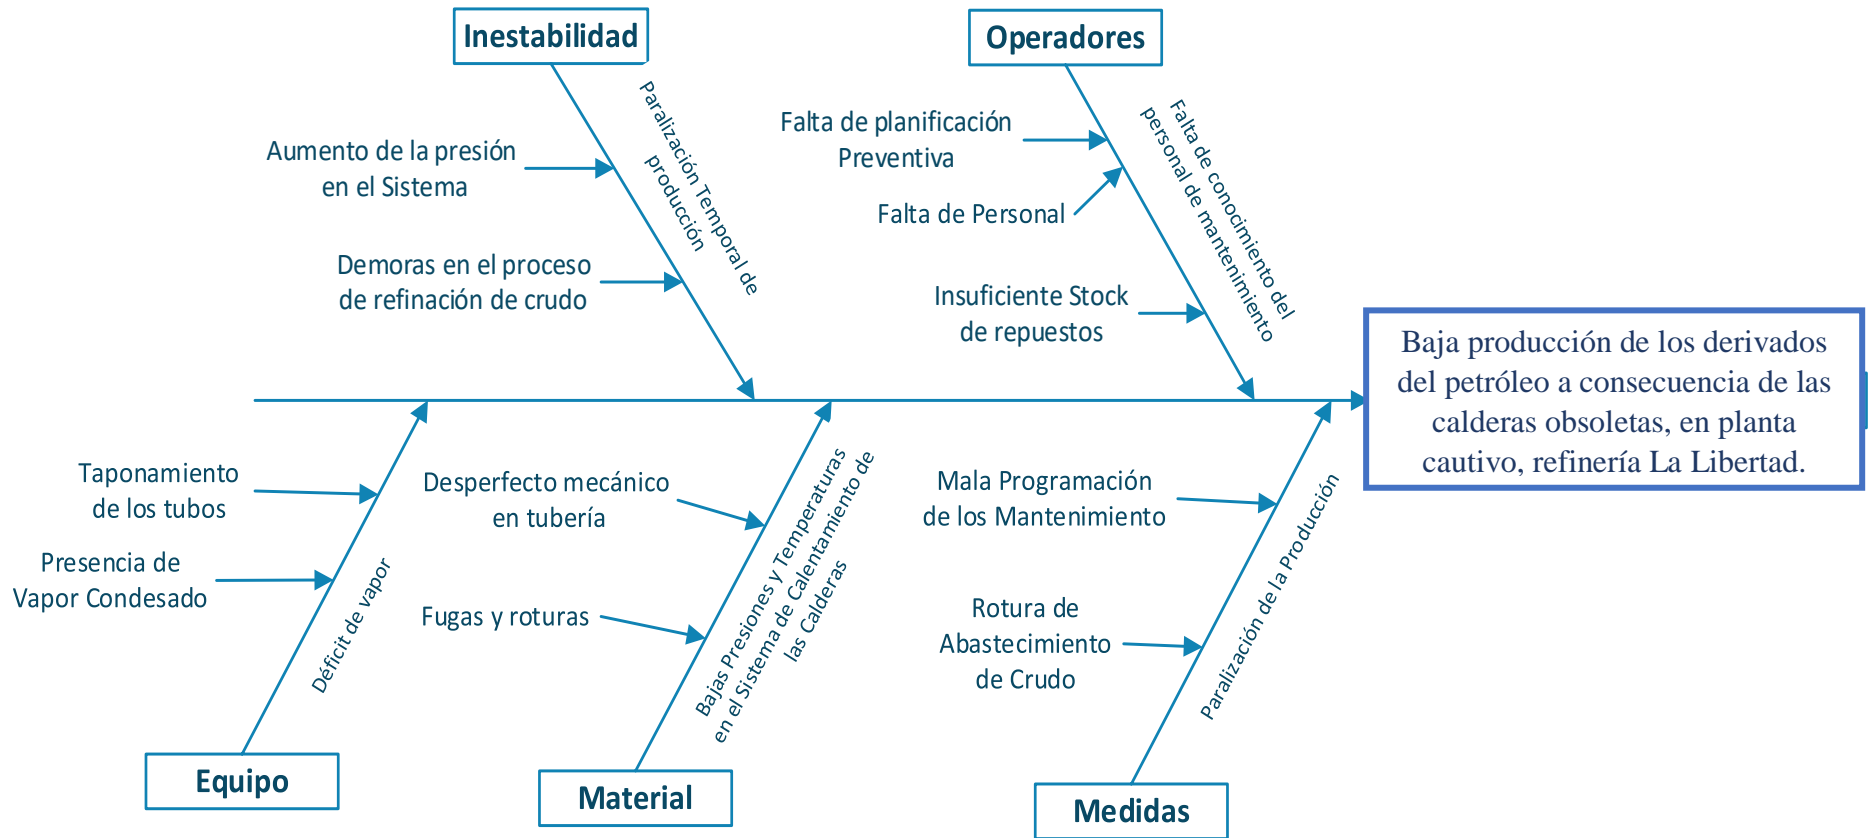 Inestabilidad
Operadores
Aumento de la presión
en el Sistema
Demoras en el proceso
de refinación de crudo
Paralización Temporal de
producción
Falta de planificación
Preventiva
Falta de Personal
Insuficiente Stock
de repuestos
Falta de conocimiento del
personal de mantenimiento
Baja producción de los derivados
del petróleo a consecuencia de las
calderas obsoletas, en planta
cautivo, refinería La Libertad.
Taponamiento
de los tubos
Presencia de
Vapor Condesado
Déficit de vapor
Desperfecto mecánico
en tubería
Fugas y roturas
Bajas Presiones y Temperaturas
en el Sistema de Calentamiento de
las Calderas
Mala Programación
de los Mantenimiento
Rotura de
Abastecimiento
de Crudo
Paralización de la Producción
Equipo
Material
Medidas